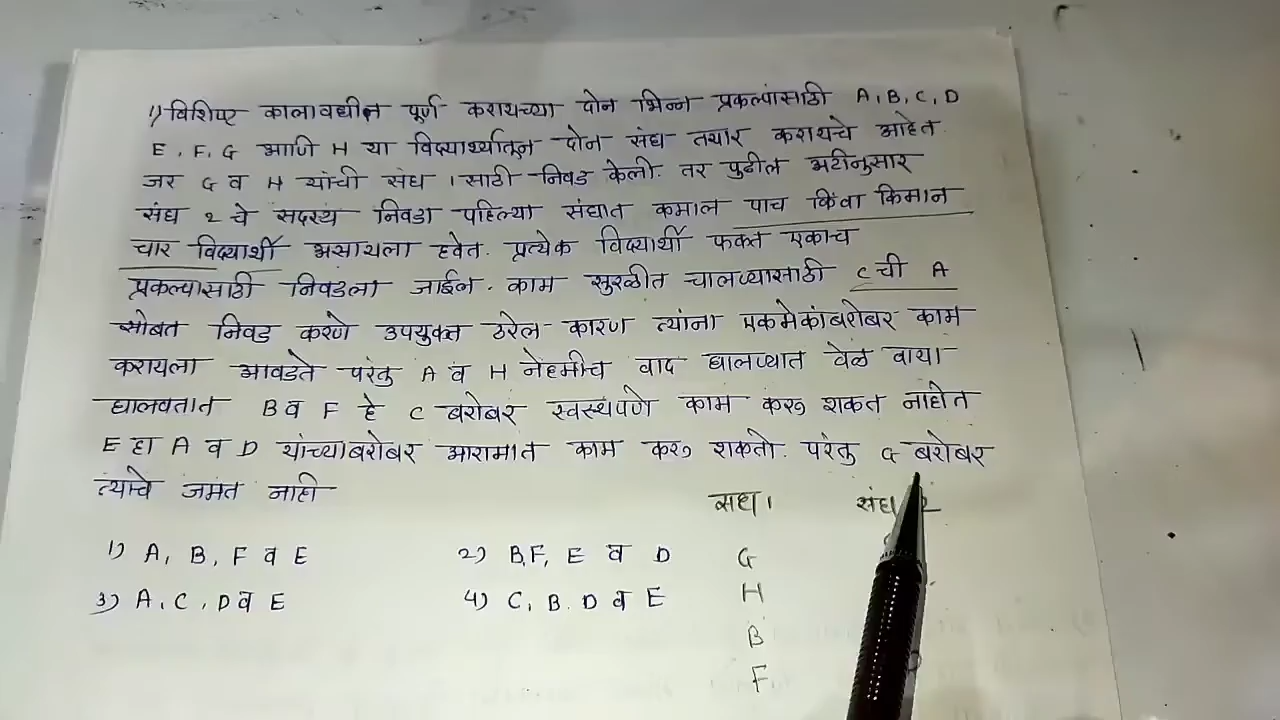 1) विशिष्ट कालावधीत पूर्ण करायच्या दोन भिन्न प्रकल्पांसाठी A, B, C, D
E, F, G आणि H या विद्यार्थ्यांतून दोन संघ तयार करायचे आहेत.
जर G व H यांची संघ 1 साठी निवड केली. तर पुढील अटींनुसार
संघ २ चे सदस्य निवडा पहिल्या संघात कमाल पाच किंवा किमान
चार विद्यार्थी असायला हवेत. प्रत्येक विद्यार्थी फक्त एकाच
प्रकल्पासाठी निवडला जाईल. काम सुरळीत चालण्यासाठी C ची A
सोबत निवड करणे उपयुक्त ठरेल कारण त्यांना एकमेकांबरोबर काम
करायला आवडते परंतु A व H नेहमीच वाद घालण्यात वेळ वाया
घालवतात B व F हे C बरोबर स्वस्थपणे काम करू शकत नाहीत
E हा A व D यांच्याबरोबर आरामात काम करू शकतो. परंतु G बरोबर
त्याचे जमत नाही
संघ 1 संघ २
1) A, B, F व E 2) B,F, E व D G
3) A, C, D व E 4) C, B. D व E H
B
F